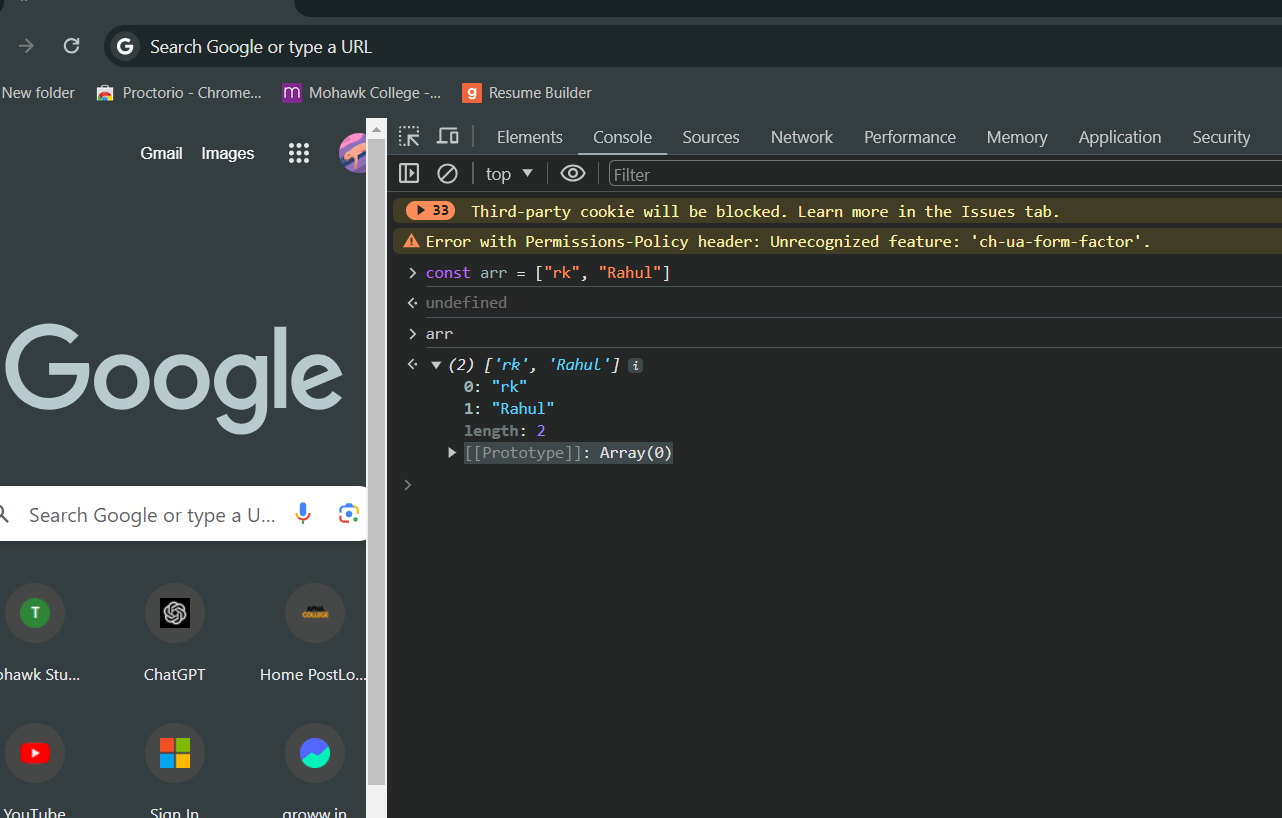 Search Google or type a URL
New folder Proctorio - Chrome... Mohawk College -... Resume Builder
Gmail Images
Google
Search Google or type a U...
T
ChatGPT
APNA
COLLEGE
Home PostLo...
YouTube
Sign In
groww.in
Elements Console Sources Network Performance Memory Application Security
top Filter
33 Third-party cookie will be blocked. Learn more in the Issues tab.
Error with Permissions-Policy header: Unrecognized feature: 'ch-ua-form-factor'.
> const arr = ["rk", "Rahul"]
undefined
> arr
(2) ['rk', 'Rahul'] i
0: "rk"
1: "Rahul"
length: 2
[[Prototype]]: Array(0)
>